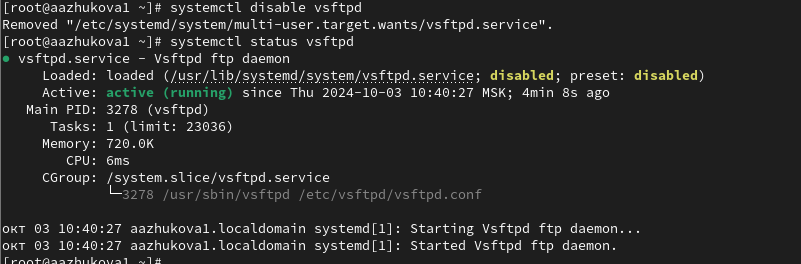 [root@aazhukova1 ~]# systemctl disable vsftpd
Removed "/etc/systemd/system/multi-user.target.wants/vsftpd.service".
[root@aazhukova1 ~]# systemctl status vsftpd
● vsftpd.service - Vsftpd ftp daemon
     Loaded: loaded (/usr/lib/systemd/system/vsftpd.service; disabled; preset: disabled)
     Active: active (running) since Thu 2024-10-03 10:40:27 MSK; 4min 8s ago
   Main PID: 3278 (vsftpd)
      Tasks: 1 (limit: 23036)
     Memory: 720.0K
        CPU: 6ms
     CGroup: /system.slice/vsftpd.service
             └─3278 /usr/sbin/vsftpd /etc/vsftpd/vsftpd.conf

окт 03 10:40:27 aazhukova1.localdomain systemd[1]: Starting Vsftpd ftp daemon...
окт 03 10:40:27 aazhukova1.localdomain systemd[1]: Started Vsftpd ftp daemon.
[root@aazhukova1 ~]#